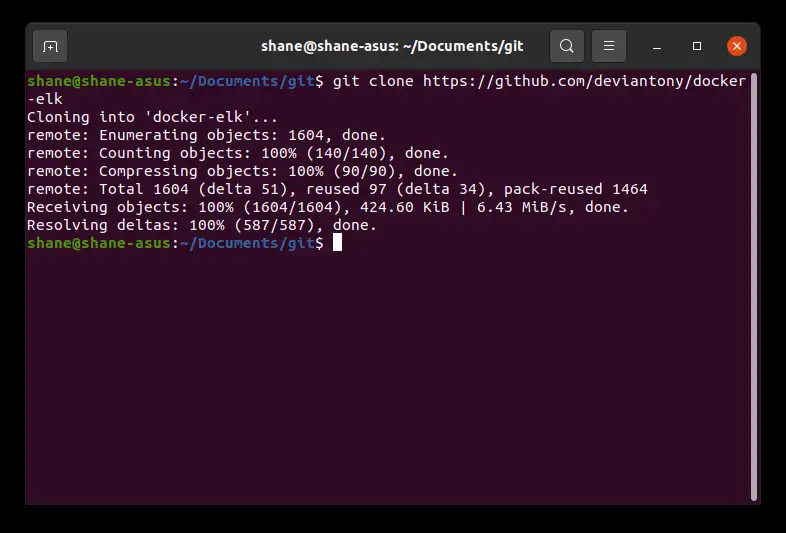 shane@shane-asus: ~/Documents/git
shane@shane-asus:~/Documents/git$ git clone https://github.com/deviantony/docker
-elk
Cloning into 'docker-elk'...
remote: Enumerating objects: 1604, done.
remote: Counting objects: 100% (140/140), done.
remote: Compressing objects: 100% (90/90), done.
remote: Total 1604 (delta 51), reused 97 (delta 34), pack-reused 1464
Receiving objects: 100% (1604/1604), 424.60 KiB | 6.43 MiB/s, done.
Resolving deltas: 100% (587/587), done.
shane@shane-asus:~/Documents/git$